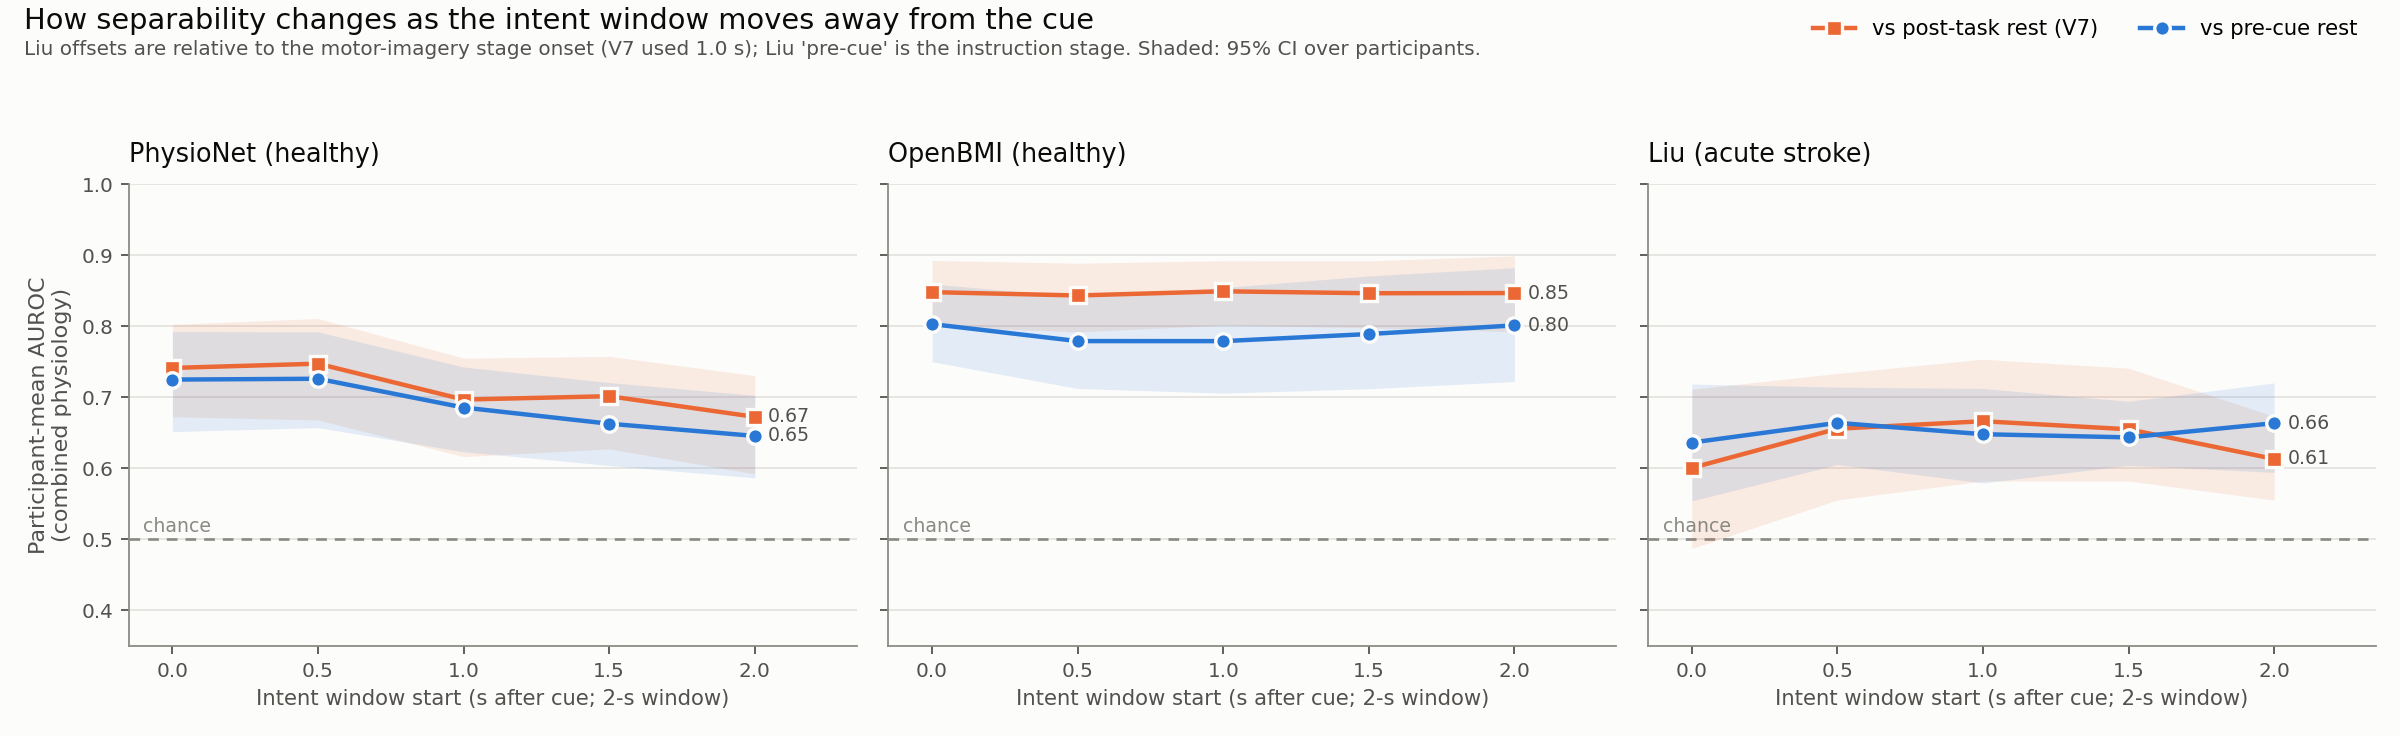 How separability changes as the intent window moves away from the cue
Liu offsets are relative to the motor-imagery stage onset (V7 used 1.0 s); Liu 'pre-cue' is the instruction stage. Shaded: 95% CI over participants.
vs post-task rest (V7)
vs pre-cue rest
PhysioNet (healthy)
OpenBMI (healthy)
Liu (acute stroke)
Participant-mean AUROC
(combined physiology)
1.0
0.9
0.8
0.7
0.6
0.5
0.4
0.67
0.65
chance
0.0 0.5 1.0 1.5 2.0
Intent window start (s after cue; 2-s window)
0.85
0.80
chance
0.0 0.5 1.0 1.5 2.0
Intent window start (s after cue; 2-s window)
0.66
0.61
chance
0.0 0.5 1.0 1.5 2.0
Intent window start (s after cue; 2-s window)